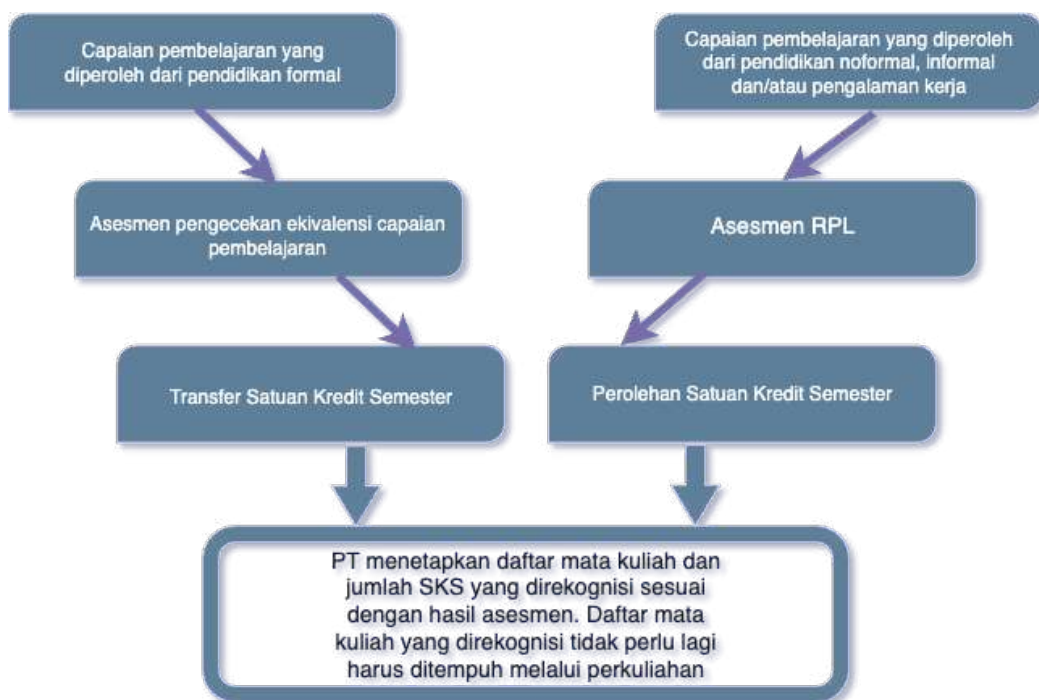 Capaian pembelajaran yang
diperoleh dari pendidikan formal
Capaian pembelajaran yang diperoleh
dari pendidikan noformal, informal
dan/atau pengalaman kerja
Asesmen pengecekan ekivalensi capaian
pembelajaran
Asesmen RPL
Transfer Satuan Kredit Semester
Perolehan Satuan Kredit Semester
PT menetapkan daftar mata kuliah dan
jumlah SKS yang direkognisi sesuai
dengan hasil asesmen. Daftar mata
kuliah yang direkognisi tidak perlu lagi
harus ditempuh melalui perkuliahan